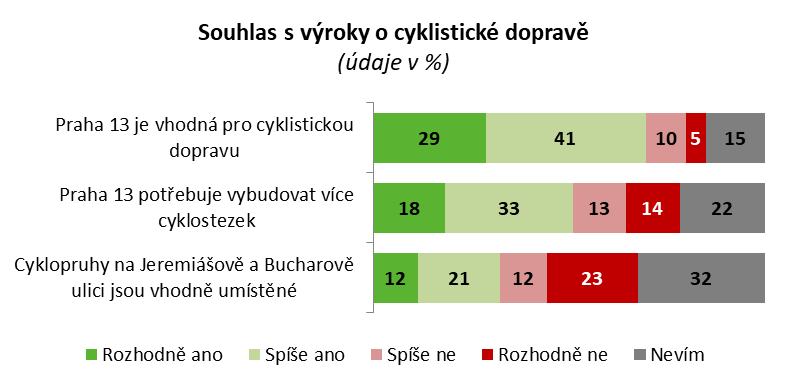 Souhlas s výroky o cyklistické dopravě
(údaje v %)
Praha 13 je vhodná pro cyklistickou
dopravu
29 41 10 5 15
Praha 13 potřebuje vybudovat více
cyklostezek
18 33 13 14 22
Cyklopruhy na Jeremiášově a Bucharově
ulici jsou vhodně umístěné
12 21 12 23 32
Rozhodně ano Spíše ano Spíše ne Rozhodně ne Nevím